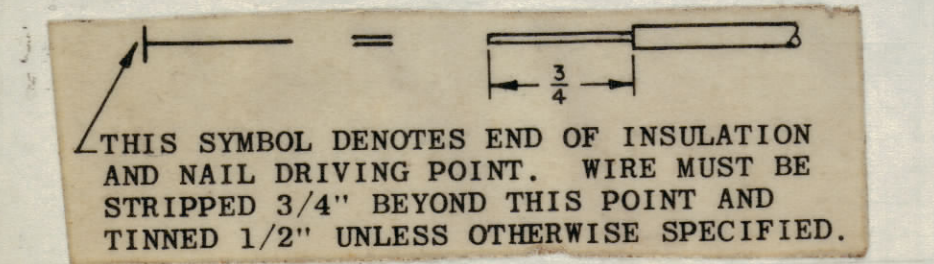 =
3/4
THIS SYMBOL DENOTES END OF INSULATION
AND NAIL DRIVING POINT. WIRE MUST BE
STRIPPED 3/4" BEYOND THIS POINT AND
TINNED 1/2" UNLESS OTHERWISE SPECIFIED.